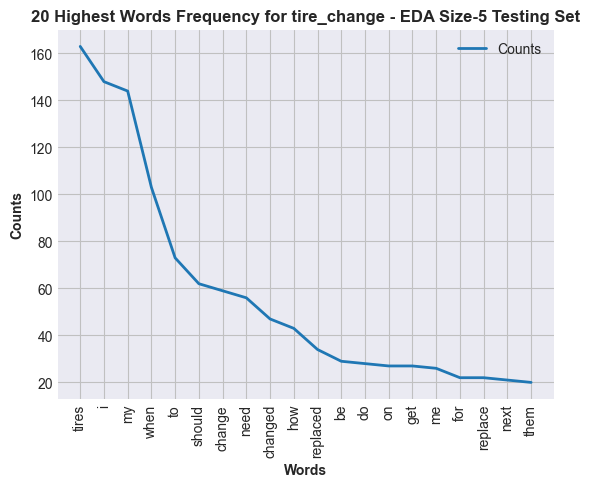 20 Highest Words Frequency for tire_change - EDA Size-5 Testing Set
Counts
Counts
160
140
120
100
80
60
40
20
tires
i
my
when
to
should
change
need
changed
how
replaced
be
do
on
get
me
for
replace
next
them
Words